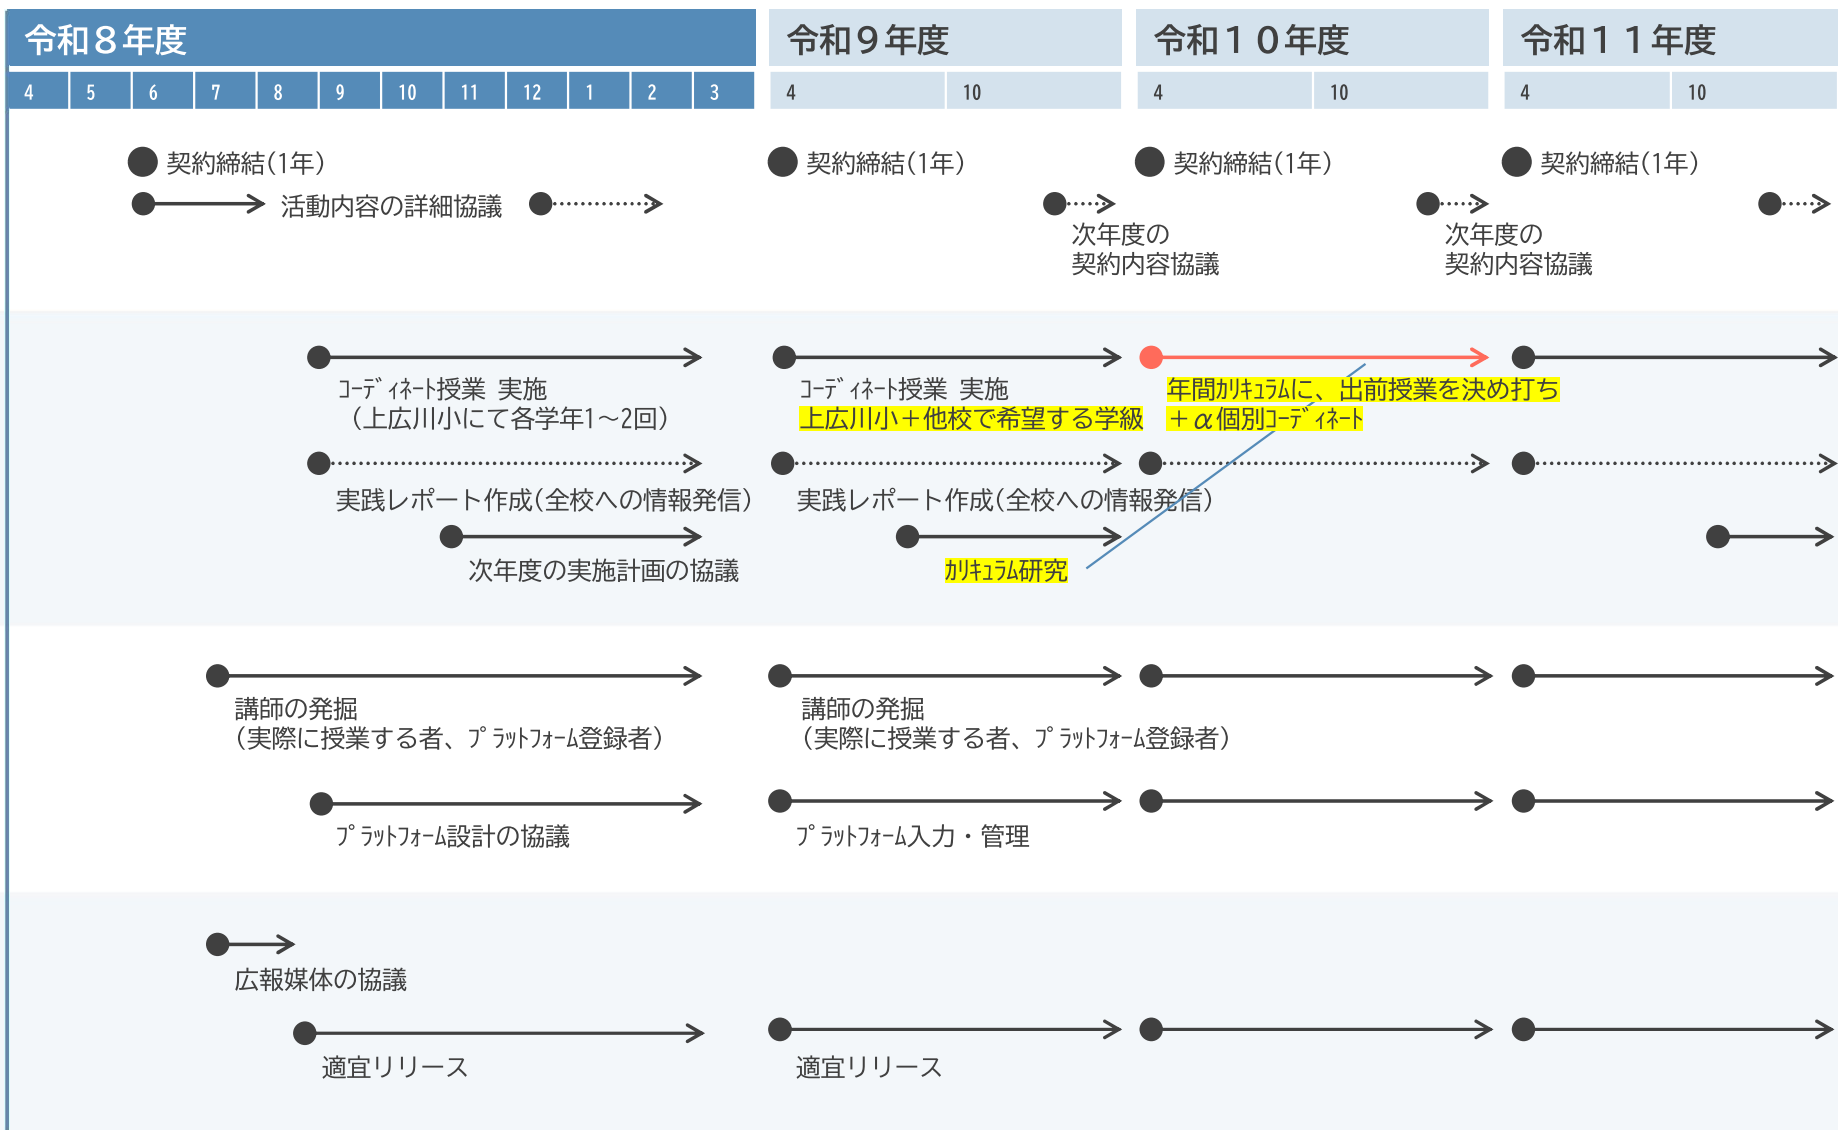 令和８年度
令和９年度
令和１０年度
令和１１年度
4 5 6 7 8 9 10 11 12 1 2 3
4 10
4 10
4 10
契約締結(1年)
契約締結(1年)
契約締結(1年)
契約締結(1年)
活動内容の詳細協議
次年度の
契約内容協議
次年度の
契約内容協議
ｺｰﾃﾞｨﾈｰﾄ授業 実施
（上広川小にて各学年1～2回）
ｺｰﾃﾞｨﾈｰﾄ授業 実施
上広川小＋他校で希望する学級
年間ｶﾘｷｭﾗﾑに、出前授業を決め打ち
＋α個別ｺｰﾃﾞｨﾈｰﾄ
実践レポート作成(全校への情報発信)
実践レポート作成(全校への情報発信)
次年度の実施計画の協議
ｶﾘｷｭﾗﾑ研究
講師の発掘
(実際に授業する者、ﾌﾟﾗｯﾄﾌｫｰﾑ登録者)
講師の発掘
(実際に授業する者、ﾌﾟﾗｯﾄﾌｫｰﾑ登録者)
ﾌﾟﾗｯﾄﾌｫｰﾑ設計の協議
ﾌﾟﾗｯﾄﾌｫｰﾑ入力・管理
広報媒体の協議
適宜リリース
適宜リリース